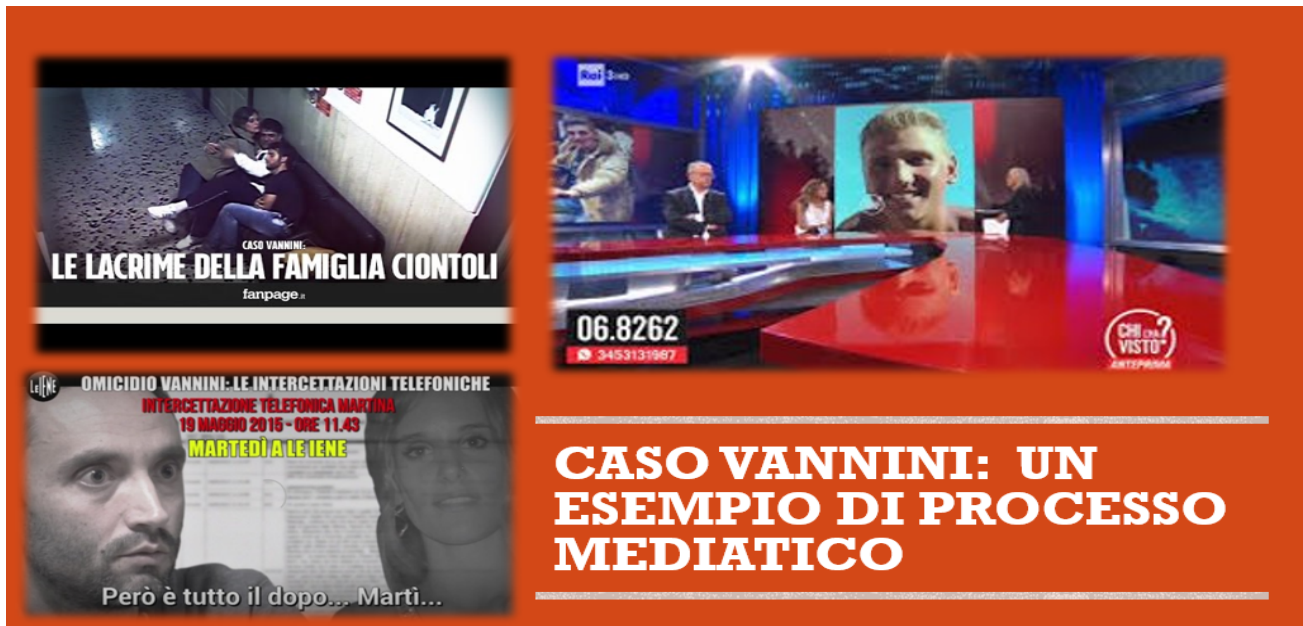 CASO VANNINI:
LE LACRIME DELLA FAMIGLIA CIONTOLI
fanpage.it
Rai 3HD
06.8262
3453131987
CHI L'HA
VISTO?
ANTEPRIMA
Le IENE
OMICIDIO VANNINI: LE INTERCETTAZIONI TELEFONICHE
INTERCETTAZIONE TELEFONICA MARTINA
19 MAGGIO 2015 - ORE 11.43
MARTEDÌ A LE IENE
Però è tutto il dopo... Martì...
CASO VANNINI: UN
ESEMPIO DI PROCESSO
MEDIATICO